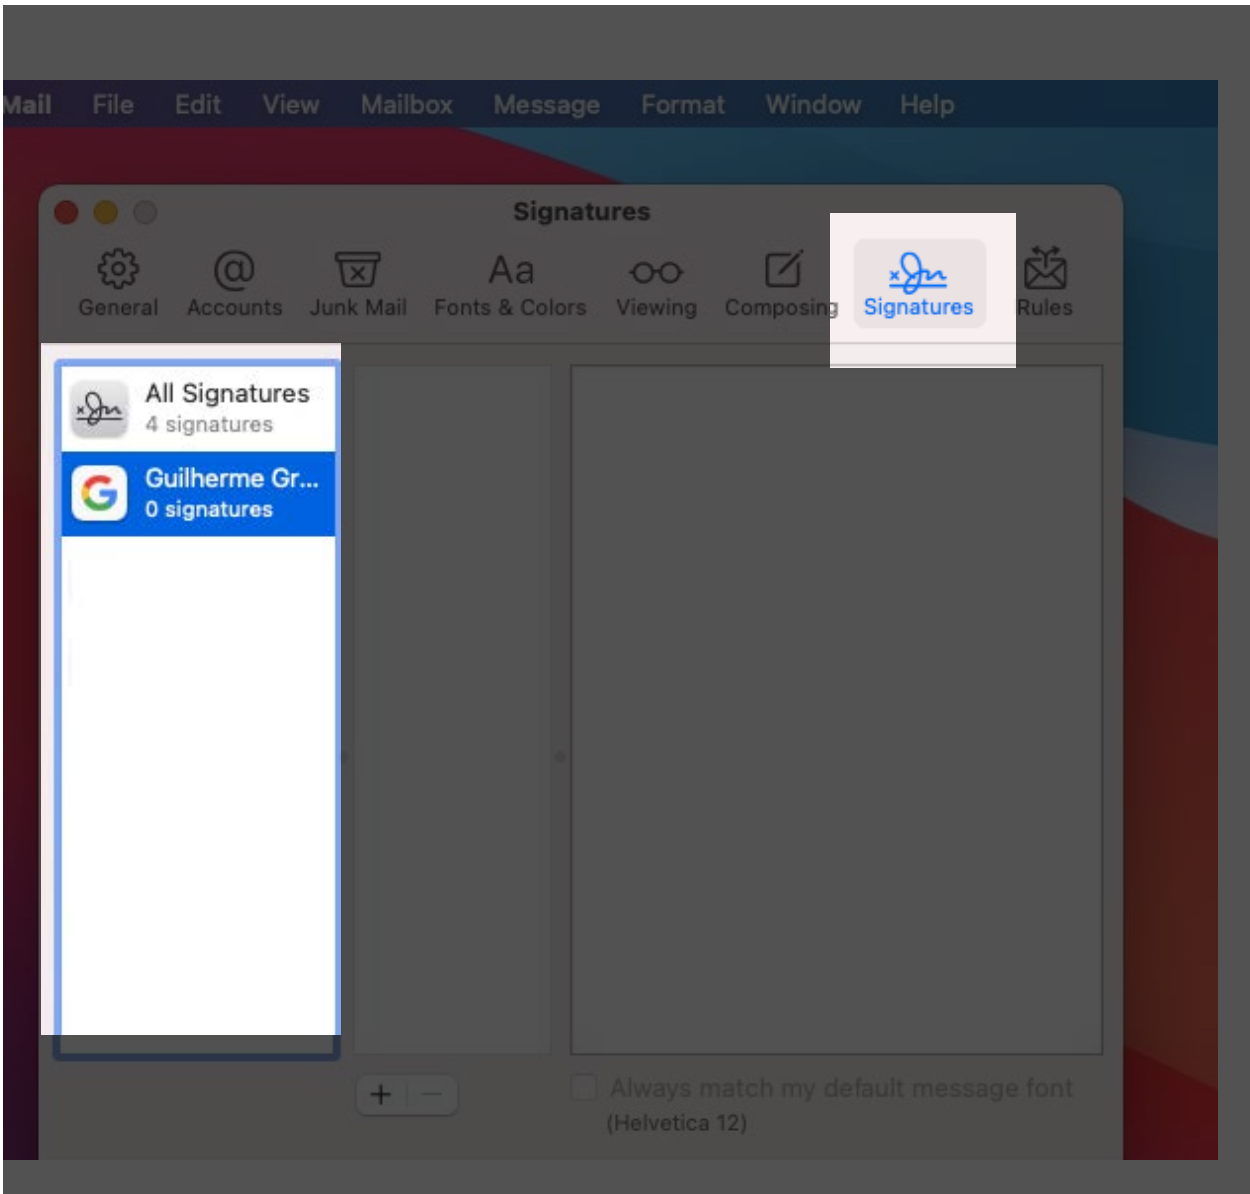 Mail File Edit View Mailbox Message Format Window Help
Signatures
General Accounts Junk Mail Fonts & Colors Viewing Composing Signatures Rules
All Signatures
4 signatures
Guilherme Gr...
0 signatures
Always match my default message font
(Helvetica 12)